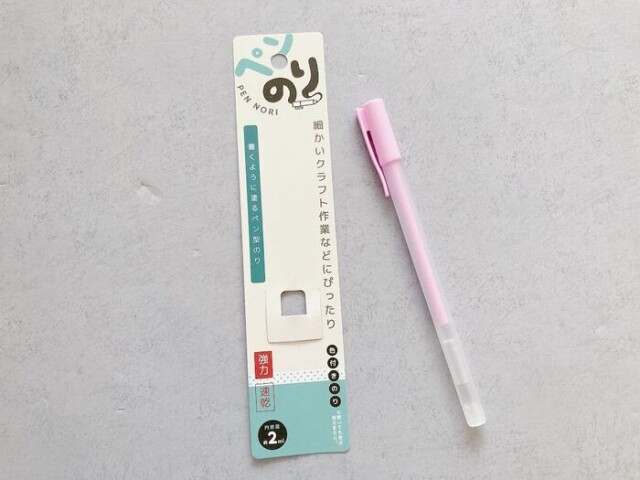 ペン
のり
PEN NORI
細かいクラフト作業などにぴったり
書くように塗るペン型のり
強力
速乾
色付きのり
内容量
約2ml